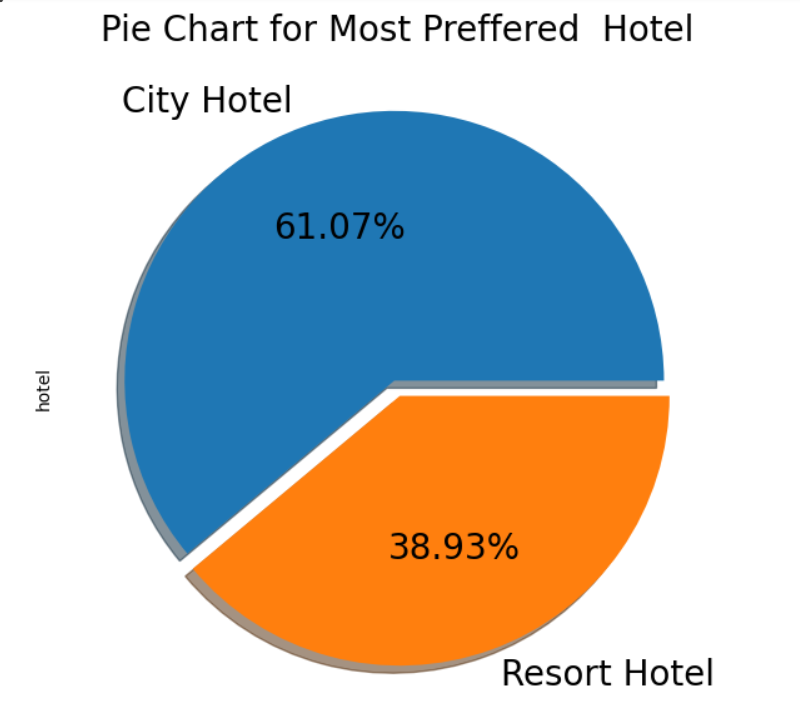 Pie Chart for Most Preffered  Hotel
City Hotel
61.07%
hotel
38.93%
Resort Hotel